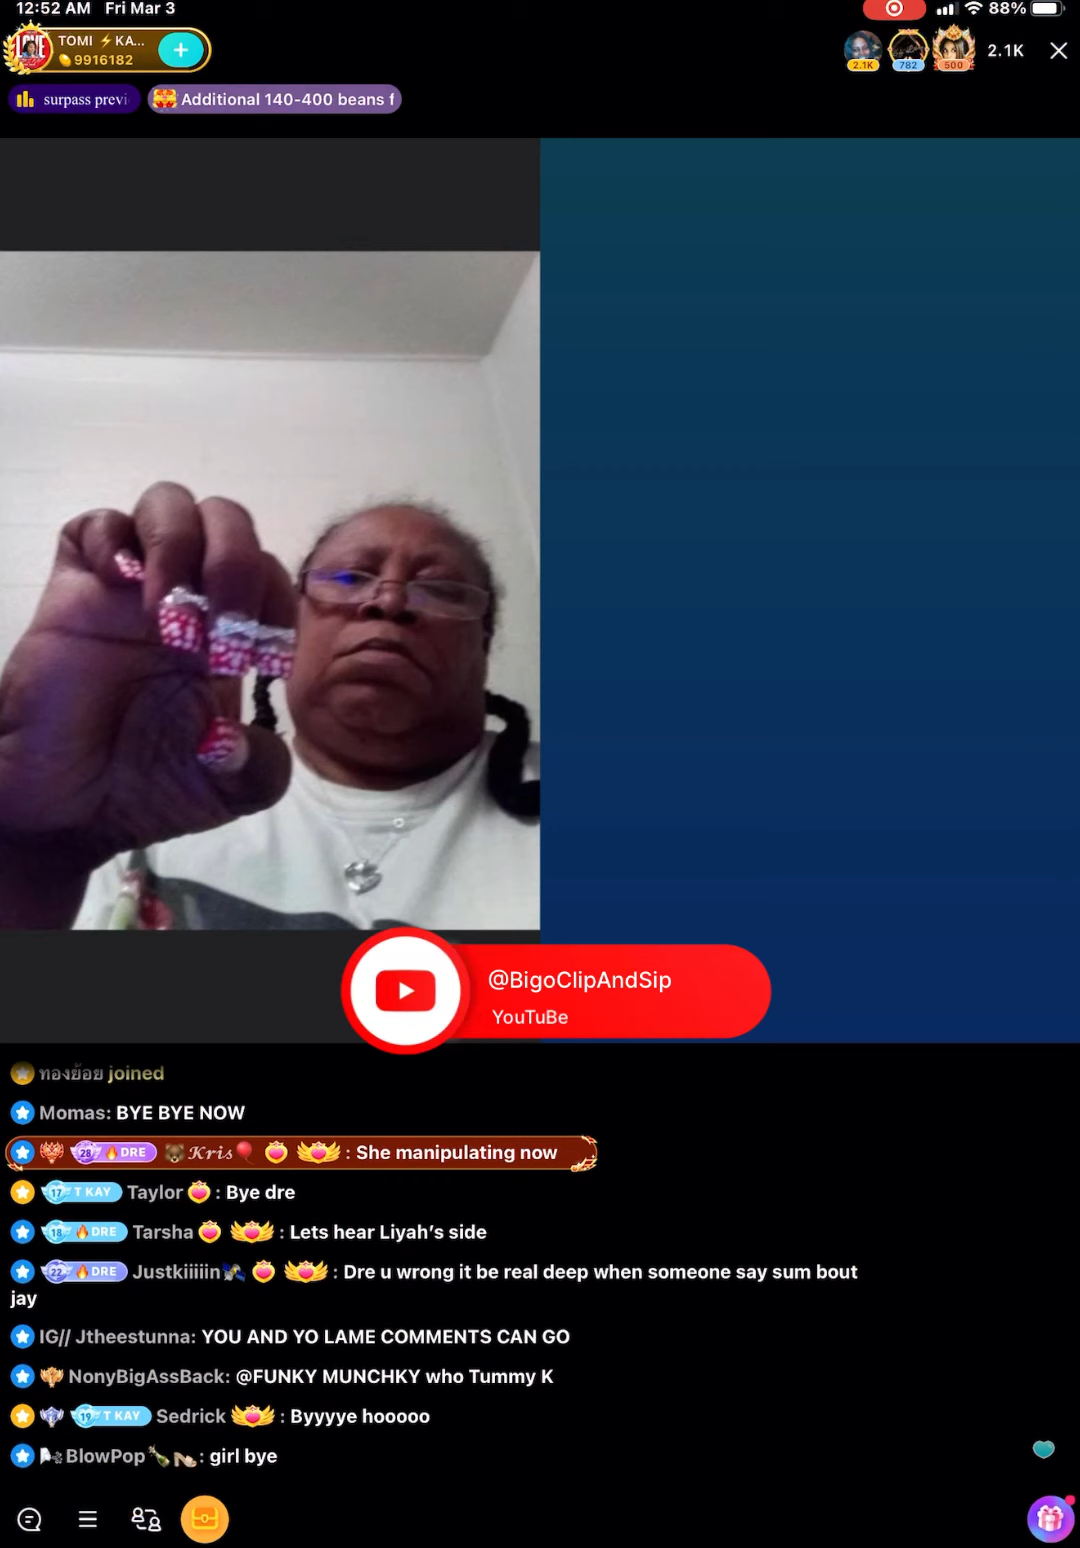 12:52 AM Fri Mar 3
88%
TOMI ⚡KA...
9916182
2.1K
782
500
2.1K
surpass previ
Additional 140-400 beans f
@BigoClipAndSip
YouTuBe
ทองย้อย joined
Momas: BYE BYE NOW
28 🔥DRE 🐻𝓚𝓻𝓲𝓼🎈 : She manipulating now
17 T KAY Taylor : Bye dre
18 🔥DRE Tarsha : Lets hear Liyah’s side
22 🔥DRE Justkiiiiin🛰️ : Dre u wrong it be real deep when someone say sum bout
jay
IG// Jtheestunna: YOU AND YO LAME COMMENTS CAN GO
NonyBigAssBack: @FUNKY MUNCHKY who Tummy K
19 T KAY Sedrick : Byyyye hooooo
🌬️BlowPop🍾💅🏼: girl bye